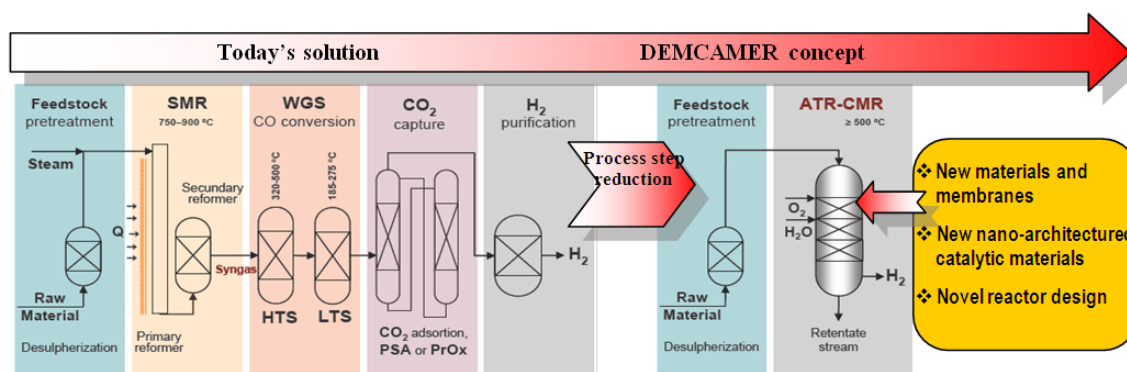 Today's solution
DEMCAMER concept
Feedstock
pretreatment
Steam
Raw
Material
Desulpherization
SMR
750–900 ºC
Secundary
reformer
Q
Syngas
Primary
reformer
WGS
CO conversion
320-500 ºC
185-275 ºC
HTS
LTS
CO₂
capture
CO₂ adsortion,
PSA or PrOx
H₂
purification
H₂
Process step
reduction
Feedstock
pretreatment
Raw
Material
Desulpherization
ATR-CMR
≥ 500 ºC
O₂
H₂O
H₂
Retentate
stream
❖ New materials and
membranes
❖ New nano-architectured
catalytic materials
❖ Novel reactor design